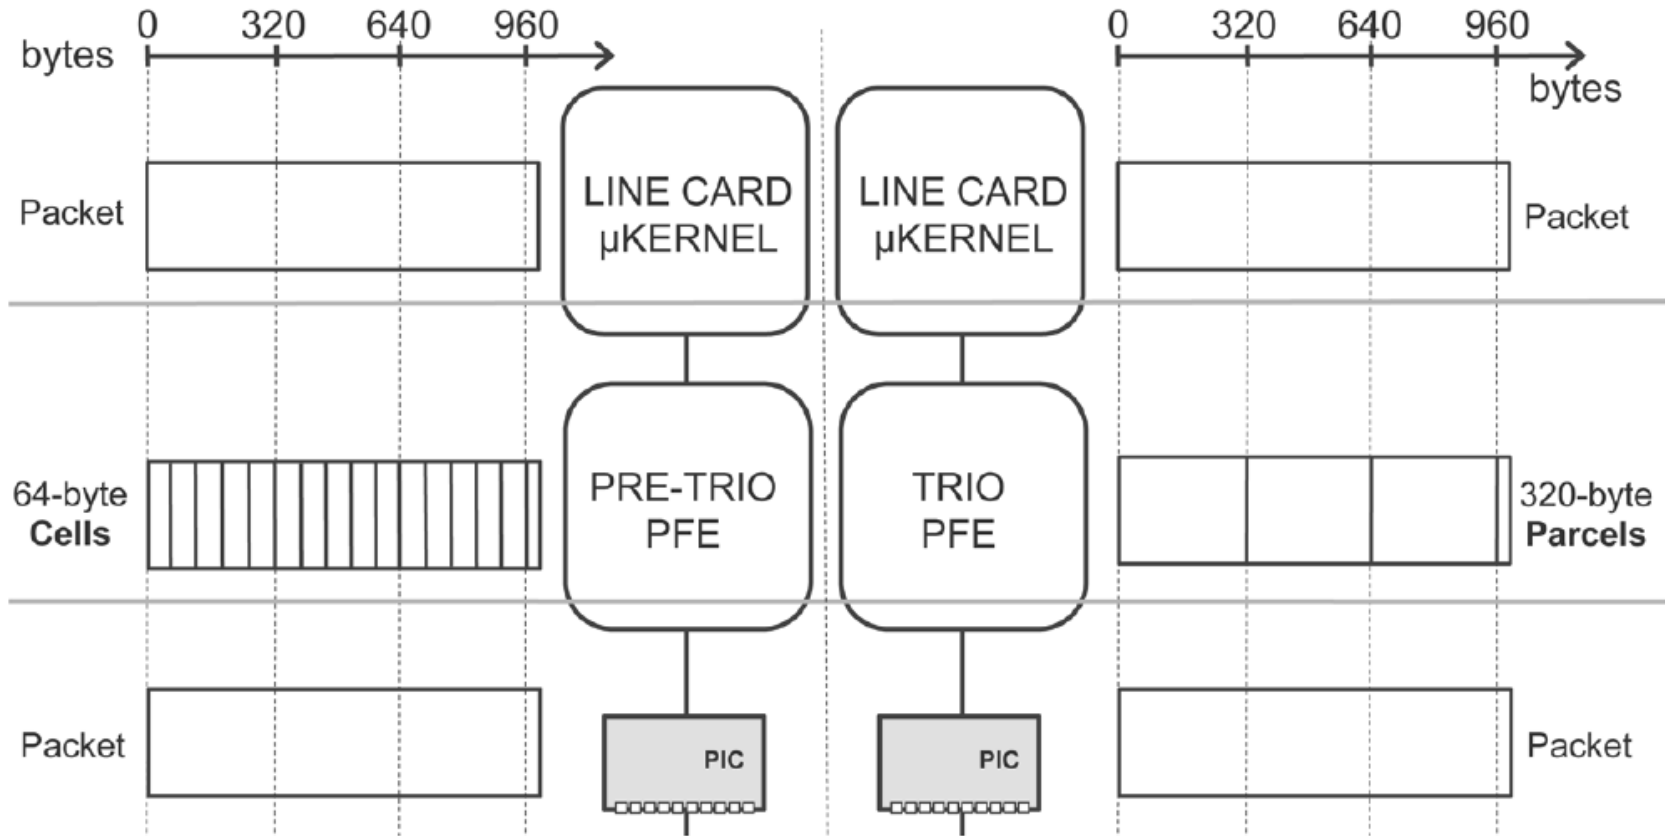 0 320 640 960
bytes
0 320 640 960
bytes
Packet
LINE CARD
µKERNEL
LINE CARD
µKERNEL
Packet
64-byte
Cells
PRE-TRIO
PFE
TRIO
PFE
320-byte
Parcels
Packet
PIC
PIC
Packet